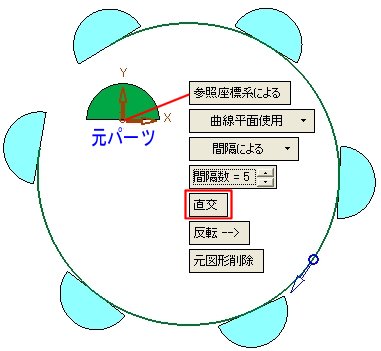 Y
X
元パーツ
参照座標系による
曲線平面使用
間隔による
間隔数 = 5
直交
反転 -->
元図形削除